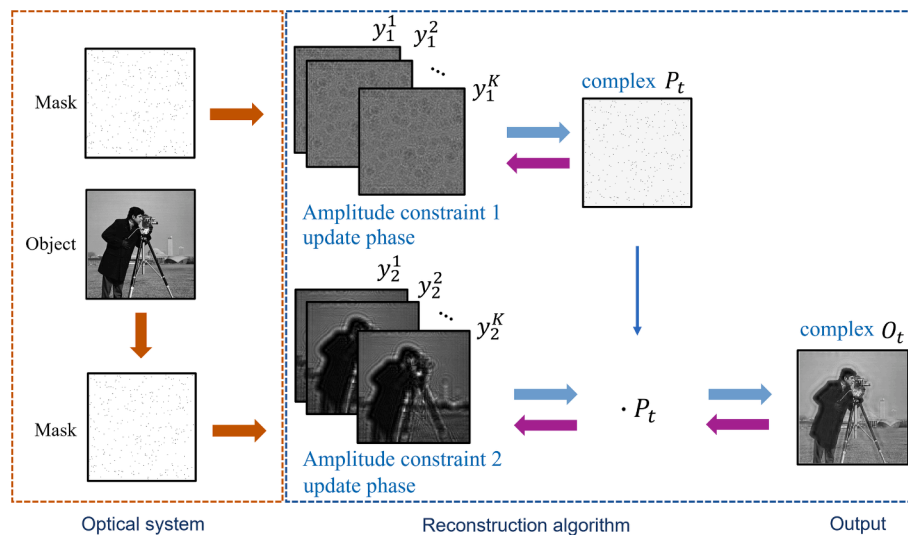 Mask
Object
Mask
y_1^1
y_1^2
...
y_1^K
Amplitude constraint 1
update phase
complex P_t
y_2^1
y_2^2
...
y_2^K
Amplitude constraint 2
update phase
· P_t
complex O_t
Optical system
Reconstruction algorithm
Output